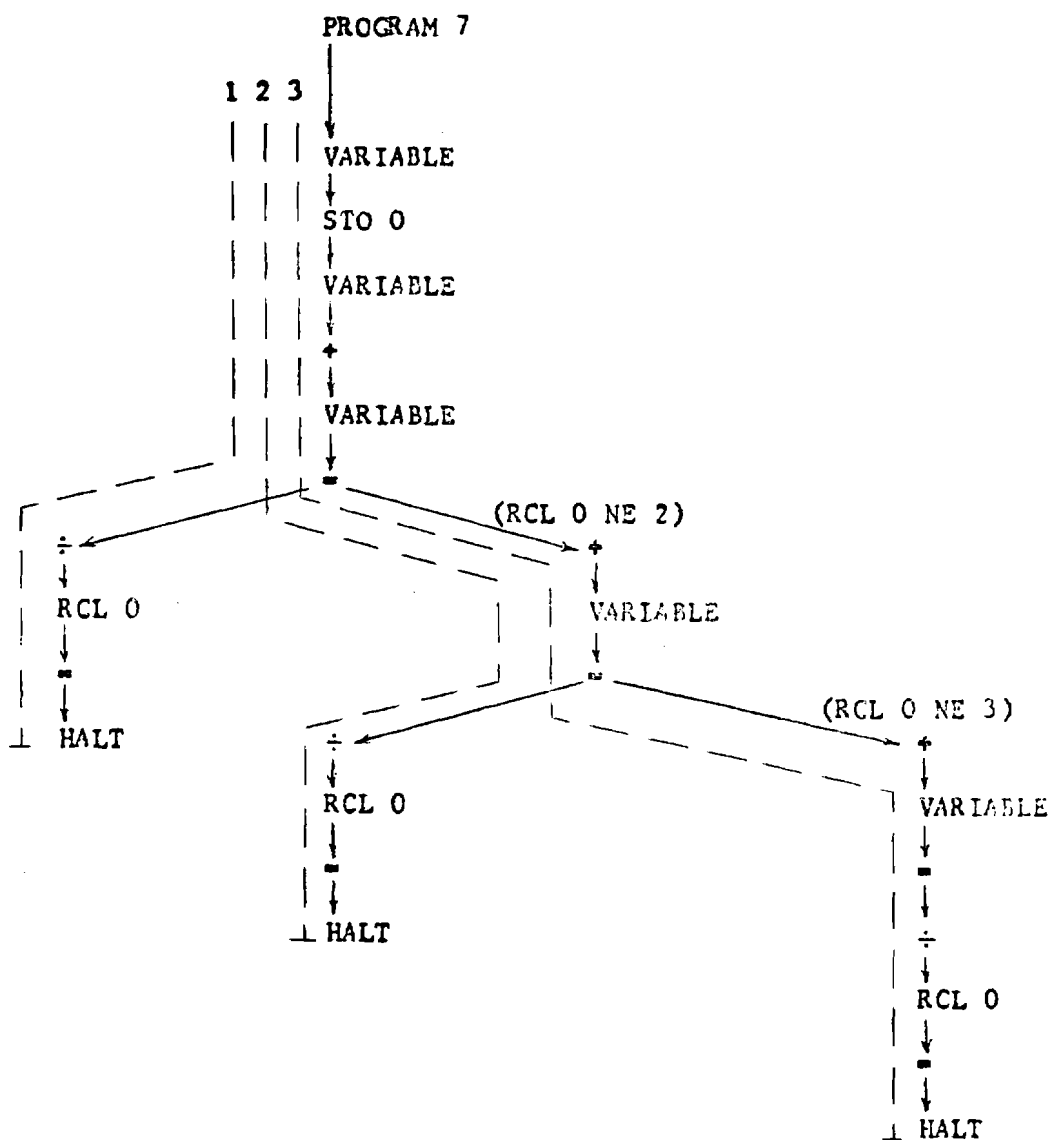 PROGRAM 7
1 2 3
VARIABLE
STO 0
VARIABLE
+
VARIABLE
=
(RCL 0 NE 2)
÷ +
RCL 0 VARIABLE
= =
(RCL 0 NE 3)
HALT ÷ +
RCL 0 VARIABLE
= =
HALT ÷
RCL 0
=
HALT